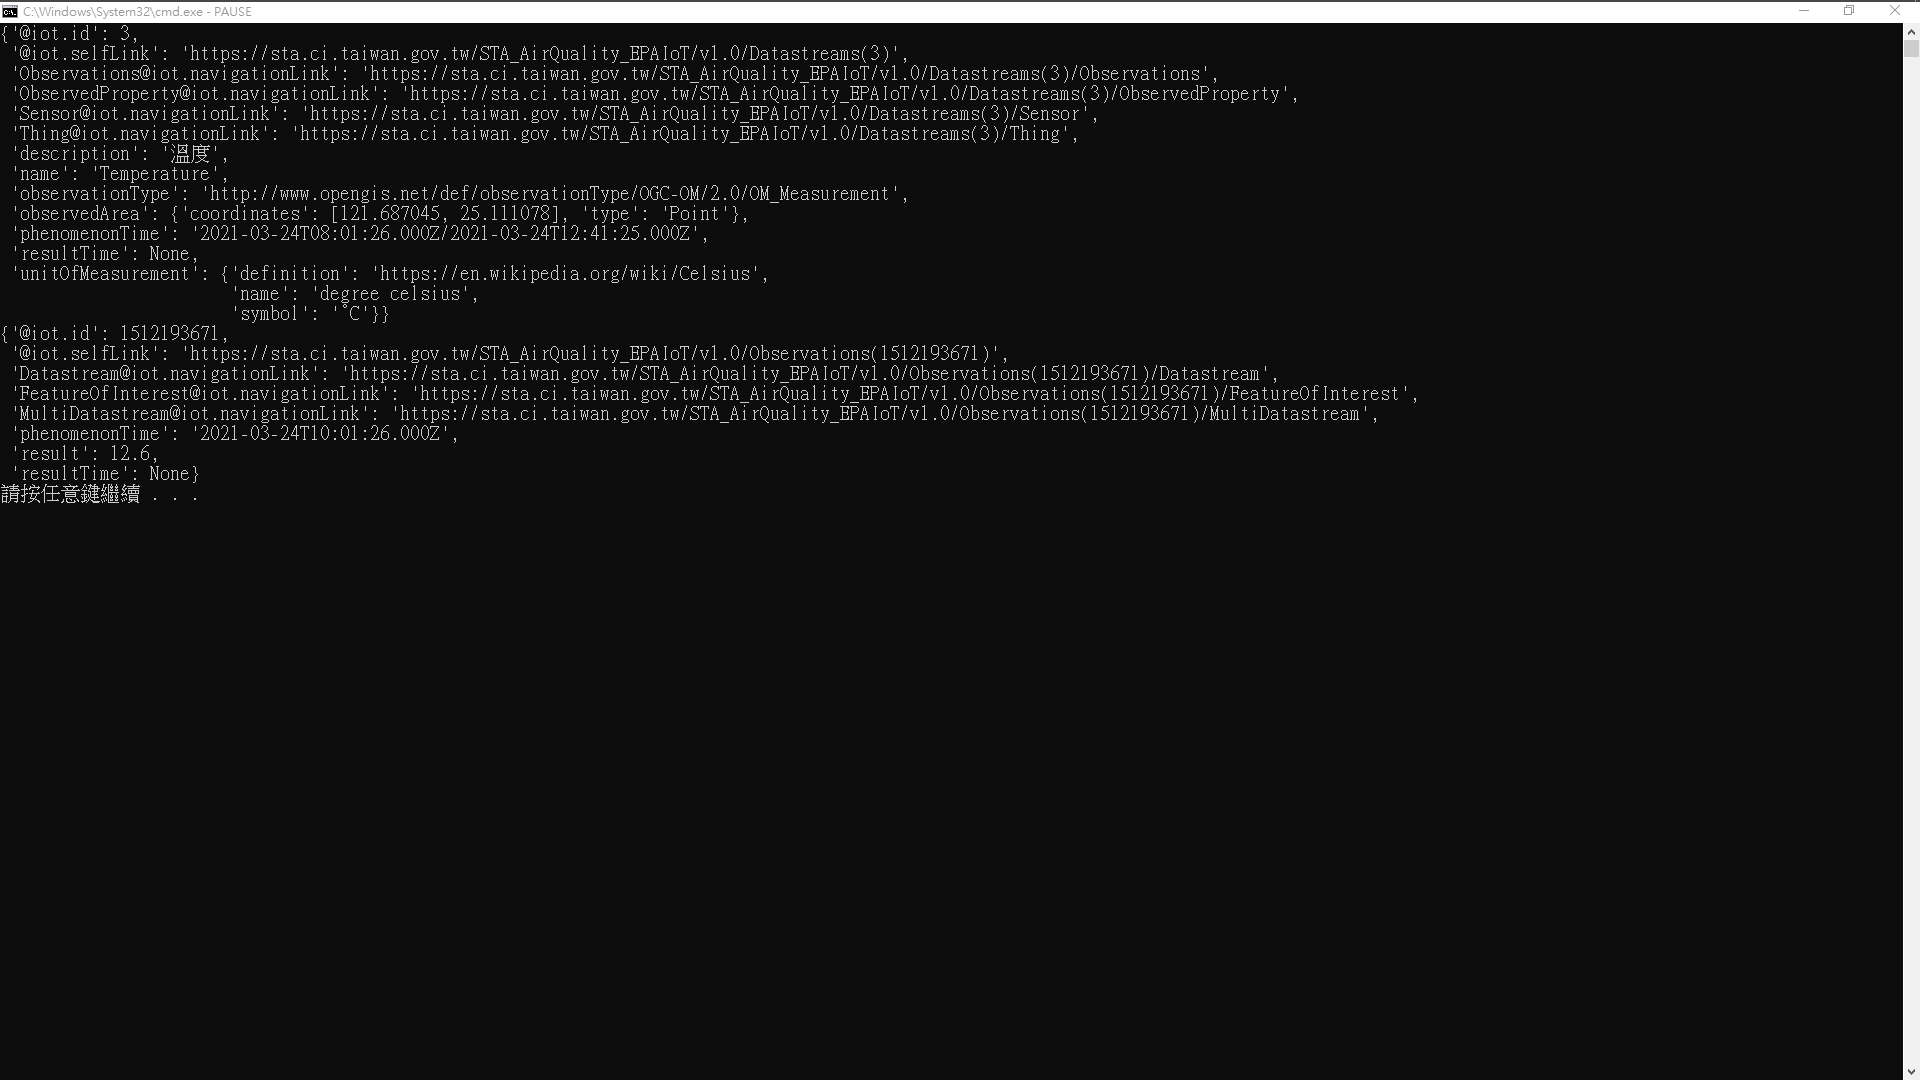 C:\Windows\System32\cmd.exe - PAUSE
{'@iot.id': 3,
 '@iot.selfLink': 'https://sta.ci.taiwan.gov.tw/STA_AirQuality_EPAIoT/v1.0/Datastreams(3)',
 'Observations@iot.navigationLink': 'https://sta.ci.taiwan.gov.tw/STA_AirQuality_EPAIoT/v1.0/Datastreams(3)/Observations',
 'ObservedProperty@iot.navigationLink': 'https://sta.ci.taiwan.gov.tw/STA_AirQuality_EPAIoT/v1.0/Datastreams(3)/ObservedProperty',
 'Sensor@iot.navigationLink': 'https://sta.ci.taiwan.gov.tw/STA_AirQuality_EPAIoT/v1.0/Datastreams(3)/Sensor',
 'Thing@iot.navigationLink': 'https://sta.ci.taiwan.gov.tw/STA_AirQuality_EPAIoT/v1.0/Datastreams(3)/Thing',
 'description': '溫度',
 'name': 'Temperature',
 'observationType': 'http://www.opengis.net/def/observationType/OGC-OM/2.0/OM_Measurement',
 'observedArea': {'coordinates': [121.687045, 25.111078], 'type': 'Point'},
 'phenomenonTime': '2021-03-24T08:01:26.000Z/2021-03-24T12:41:25.000Z',
 'resultTime': None,
 'unitOfMeasurement': {'definition': 'https://en.wikipedia.org/wiki/Celsius',
                       'name': 'degree celsius',
                       'symbol': '˚C'}}
{'@iot.id': 1512193671,
 '@iot.selfLink': 'https://sta.ci.taiwan.gov.tw/STA_AirQuality_EPAIoT/v1.0/Observations(1512193671)',
 'Datastream@iot.navigationLink': 'https://sta.ci.taiwan.gov.tw/STA_AirQuality_EPAIoT/v1.0/Observations(1512193671)/Datastream',
 'FeatureOfInterest@iot.navigationLink': 'https://sta.ci.taiwan.gov.tw/STA_AirQuality_EPAIoT/v1.0/Observations(1512193671)/FeatureOfInterest',
 'MultiDatastream@iot.navigationLink': 'https://sta.ci.taiwan.gov.tw/STA_AirQuality_EPAIoT/v1.0/Observations(1512193671)/MultiDatastream',
 'phenomenonTime': '2021-03-24T10:01:26.000Z',
 'result': 12.6,
 'resultTime': None}
請按任意鍵繼續 . . .